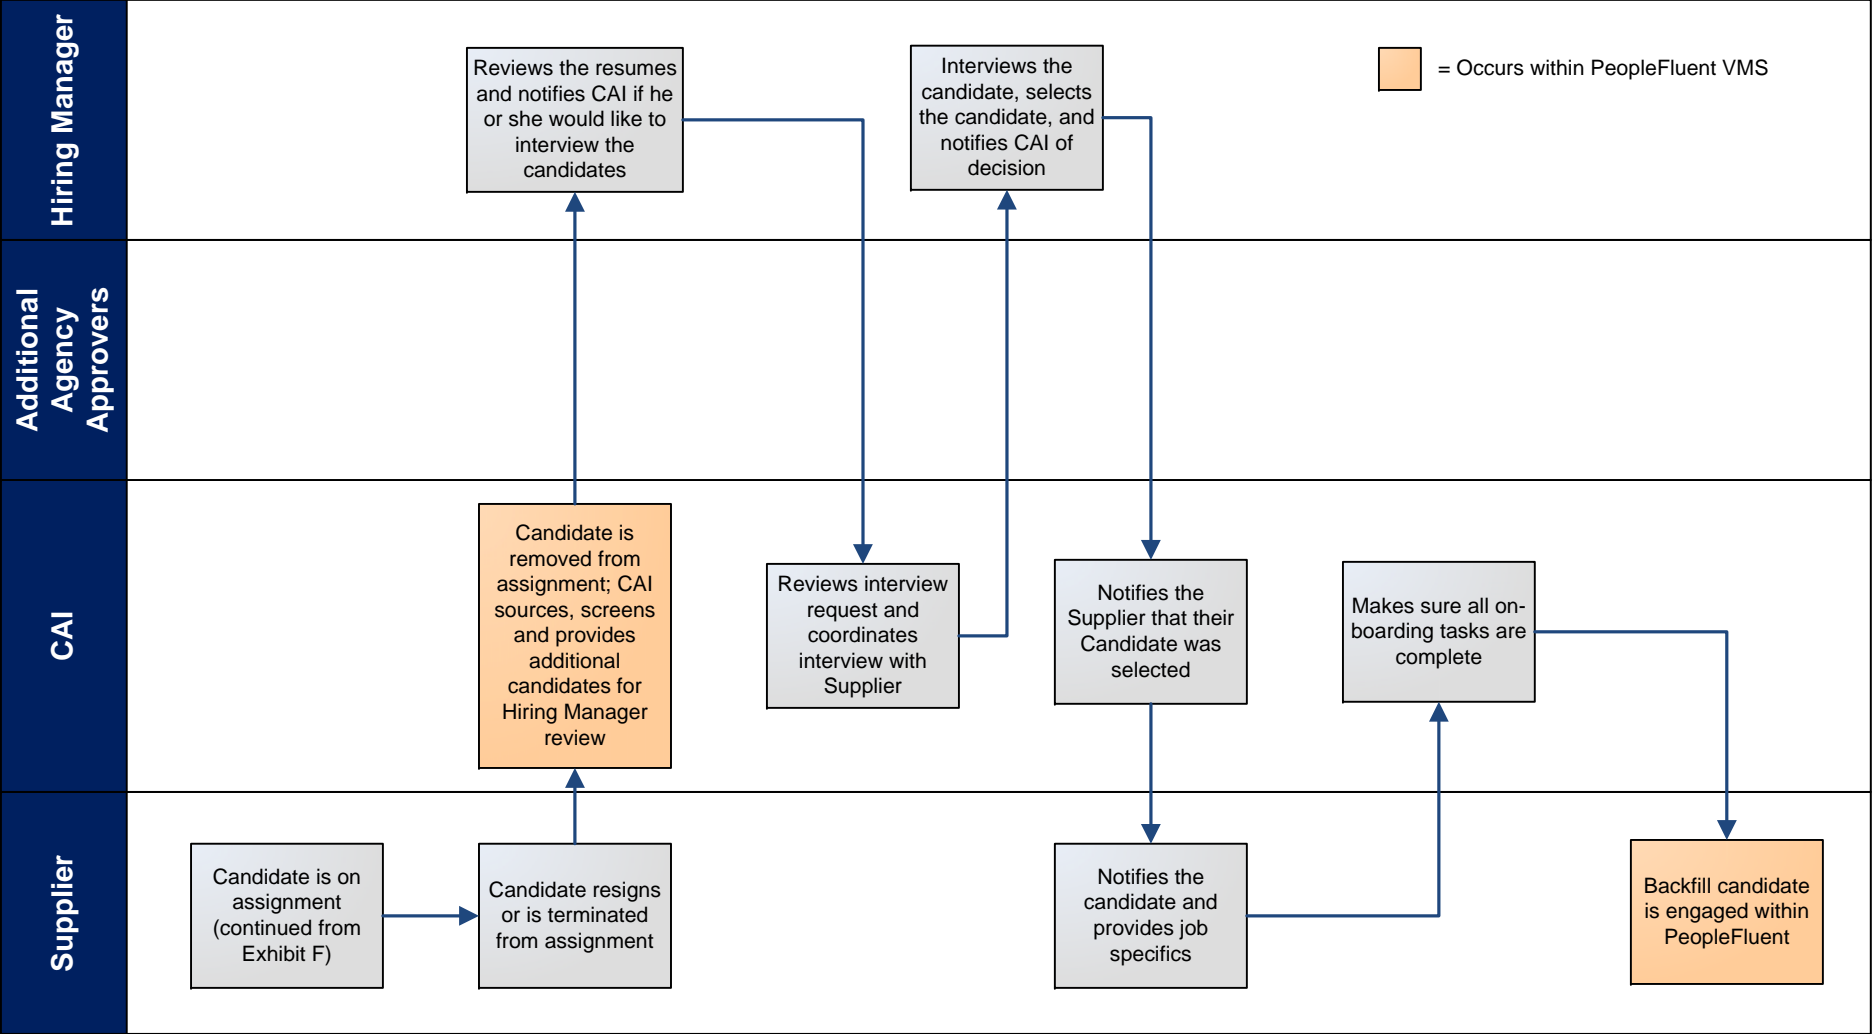 Hiring Manager
Reviews the resumes
and notifies CAI if he
or she would like to
interview the
candidates
Interviews the
candidate, selects
the candidate, and
notifies CAI of
decision
= Occurs within PeopleFluent VMS
Additional
Agency
Approvers
CAI
Candidate is
removed from
assignment; CAI
sources, screens
and provides
additional
candidates for
Hiring Manager
review
Reviews interview
request and
coordinates
interview with
Supplier
Notifies the
Supplier that their
Candidate was
selected
Makes sure all on-
boarding tasks are
complete
Supplier
Candidate is on
assignment
(continued from
Exhibit F)
Candidate resigns
or is terminated
from assignment
Notifies the
candidate and
provides job
specifics
Backfill candidate
is engaged within
PeopleFluent